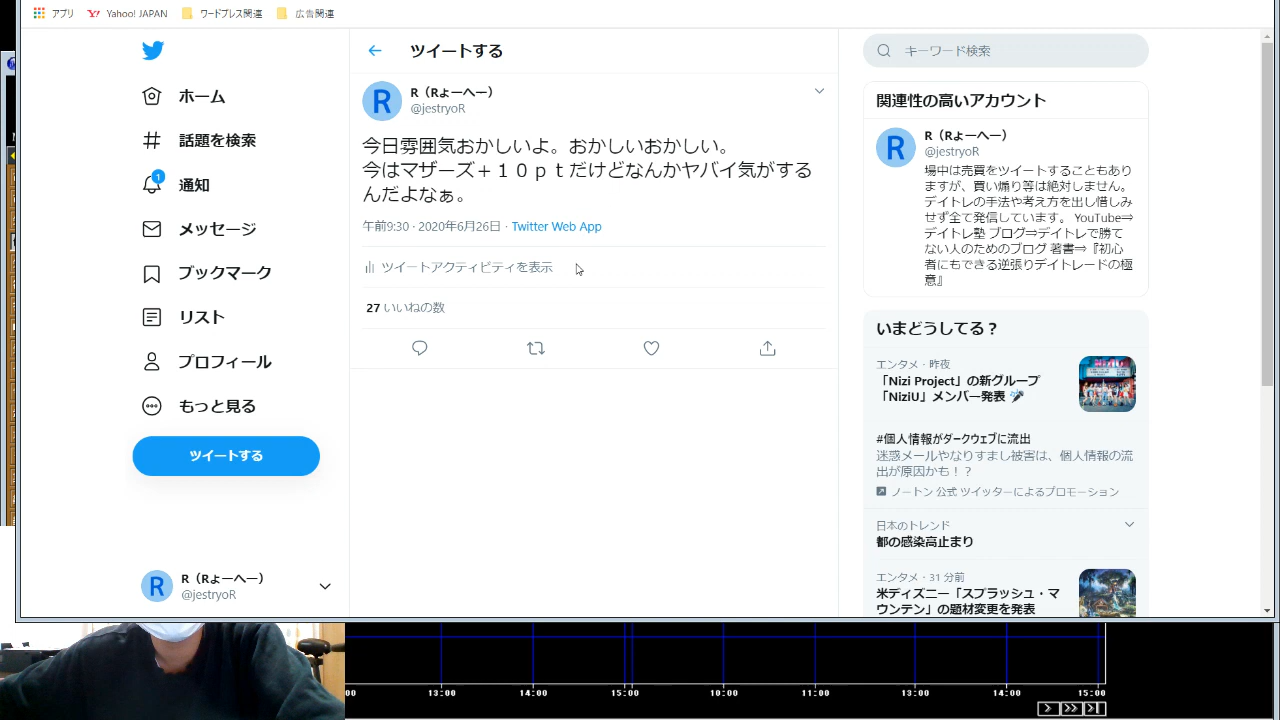 アプリ
Yahoo! JAPAN
ワードプレス関連
広告関連
ホーム
話題を検索
1
通知
メッセージ
ブックマーク
リスト
プロフィール
もっと見る
ツイートする
R（Rょーへー）
@jestryoR
ツイートする
R
R（Rょーへー）
@jestryoR
今日雰囲気おかしいよ。おかしいおかしい。
今はマザーズ＋１０ｐｔだけどなんかヤバイ気がする
んだよなぁ。
午前9:30 · 2020年6月26日 · Twitter Web App
ツイートアクティビティを表示
27 いいねの数
キーワード検索
関連性の高いアカウント
R
R（Rょーへー）
@jestryoR
場中は売買をツイートすることもあり
ますが、買い煽り等は絶対しません。
デイトレの手法や考え方を出し惜しみ
せず全て発信しています。 YouTube⇒
デイトレ塾 ブログ⇒デイトレで勝て
ない人のためのブログ 著書⇒『初心
者にもできる逆張りデイトレードの極
意』
いまどうしてる？
エンタメ · 昨夜
「Nizi Project」の新グループ
「NiziU」メンバー発表
#個人情報がダークウェブに流出
迷惑メールやなりすまし被害は、個人情報の流
出が原因かも！？
ノートン 公式 ツイッターによるプロモーション
日本のトレンド
都の感染高止まり
エンタメ · 31 分前
米ディズニー「スプラッシュ・マ
ウンテン」の題材変更を発表
R
:00 13:00 14:00 15:00 10:00 11:00 13:00 14:00 15:00